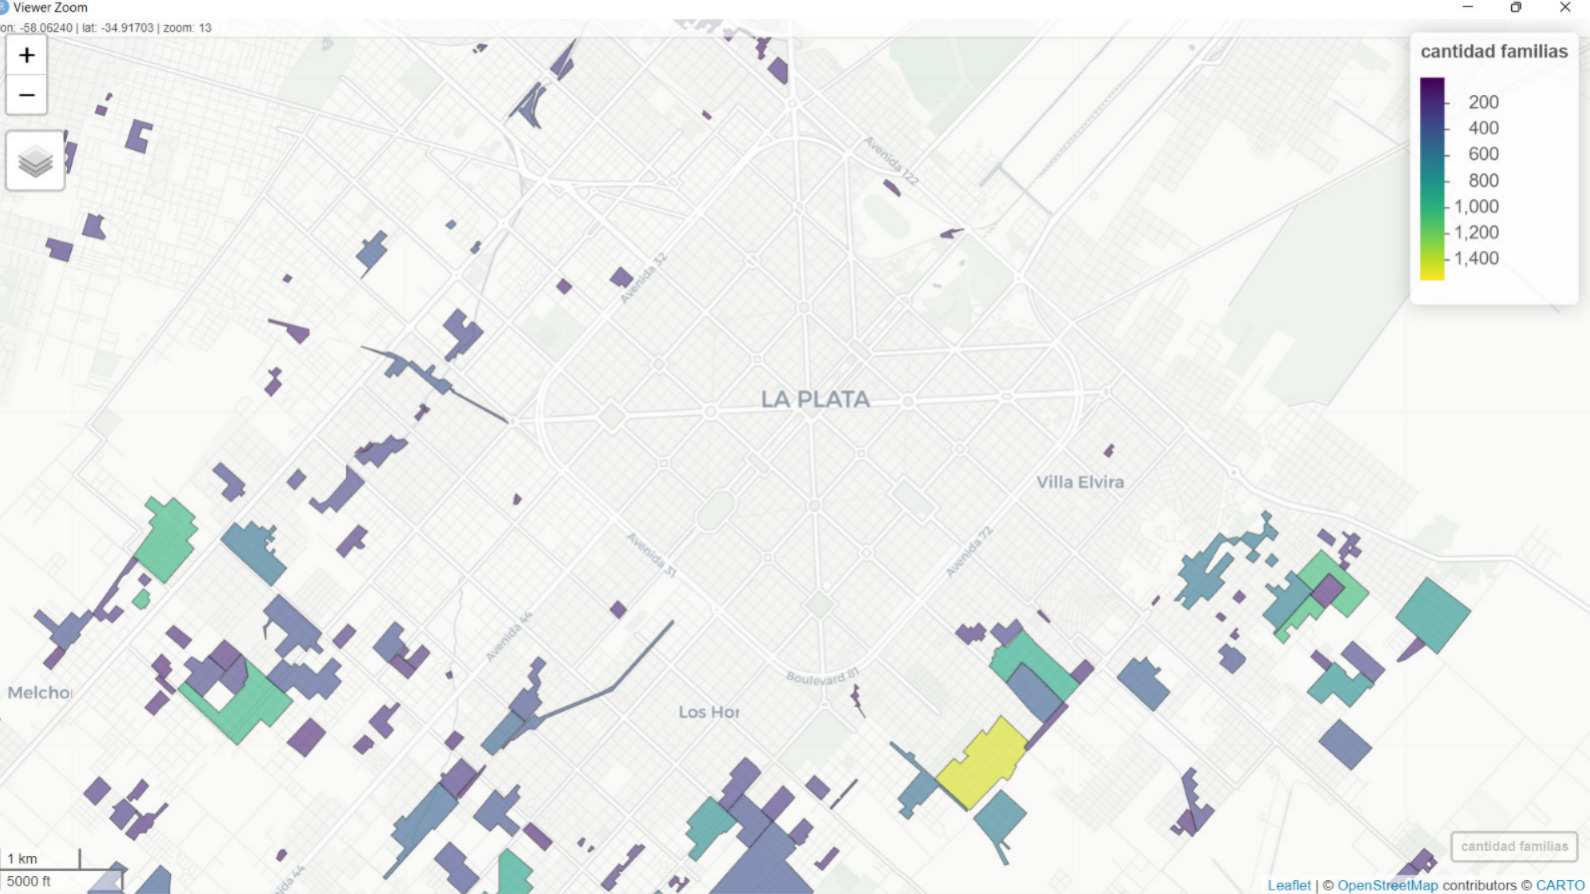 Viewer Zoom
on: -58.06240 | lat: -34.91703 | zoom: 13
+
−
cantidad familias
200
400
600
800
1,000
1,200
1,400
Avenida 122
Avenida 32
LA PLATA
Villa Elvira
Avenida 31
Avenida 72
Avenida 44
Boulevard 81
Melcho
Los Hor
cantidad familias
1 km
5000 ft
44
Leaflet | © OpenStreetMap contributors © CARTO